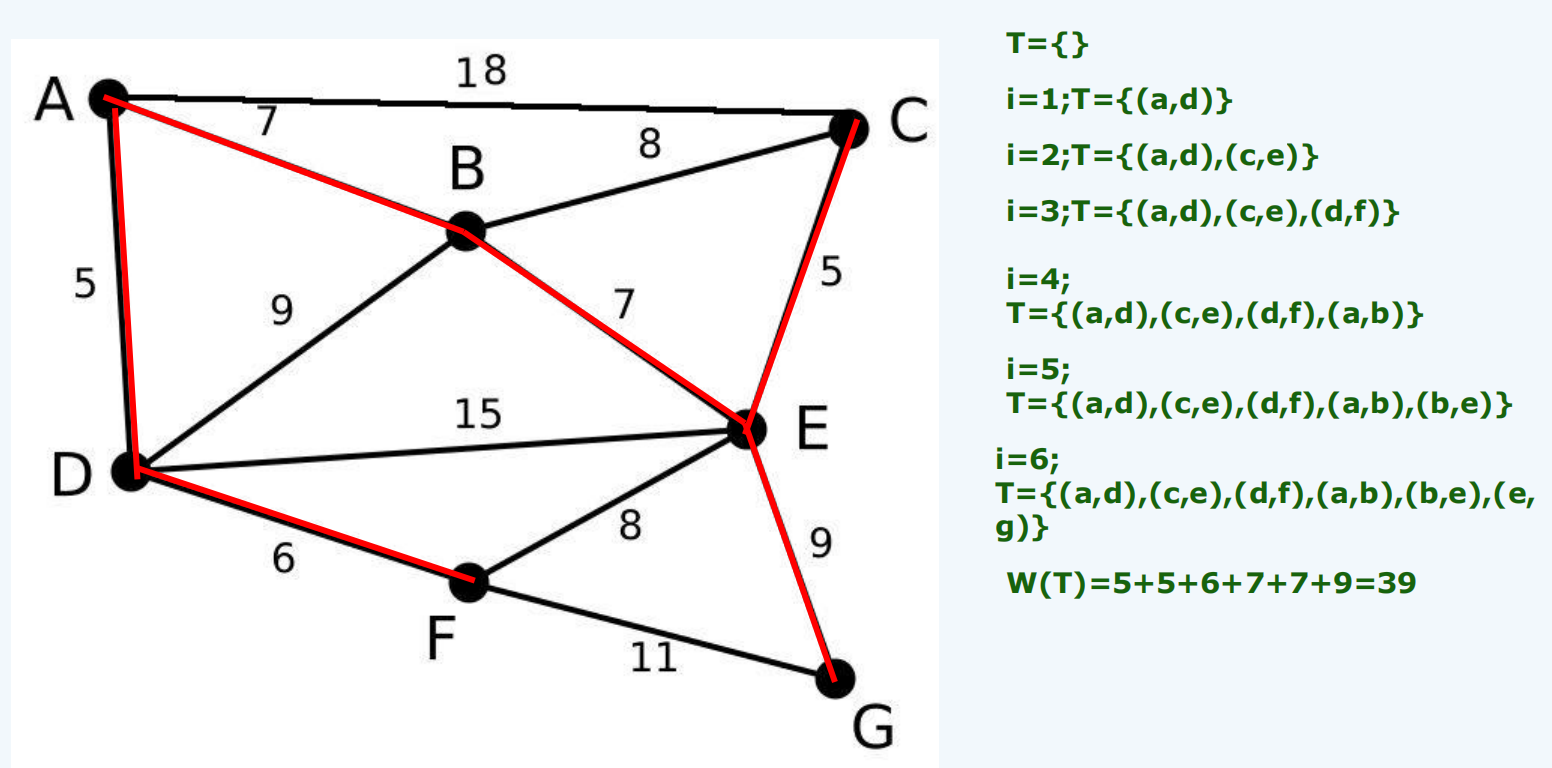 18
A
7
C
8
B
5
5
9
7
15
E
D
8
9
6
F
11
G
T={}
i=1;T={(a,d)}
i=2;T={(a,d),(c,e)}
i=3;T={(a,d),(c,e),(d,f)}
i=4;
T={(a,d),(c,e),(d,f),(a,b)}
i=5;
T={(a,d),(c,e),(d,f),(a,b),(b,e)}
i=6;
T={(a,d),(c,e),(d,f),(a,b),(b,e),(e,
g)}
W(T)=5+5+6+7+7+9=39